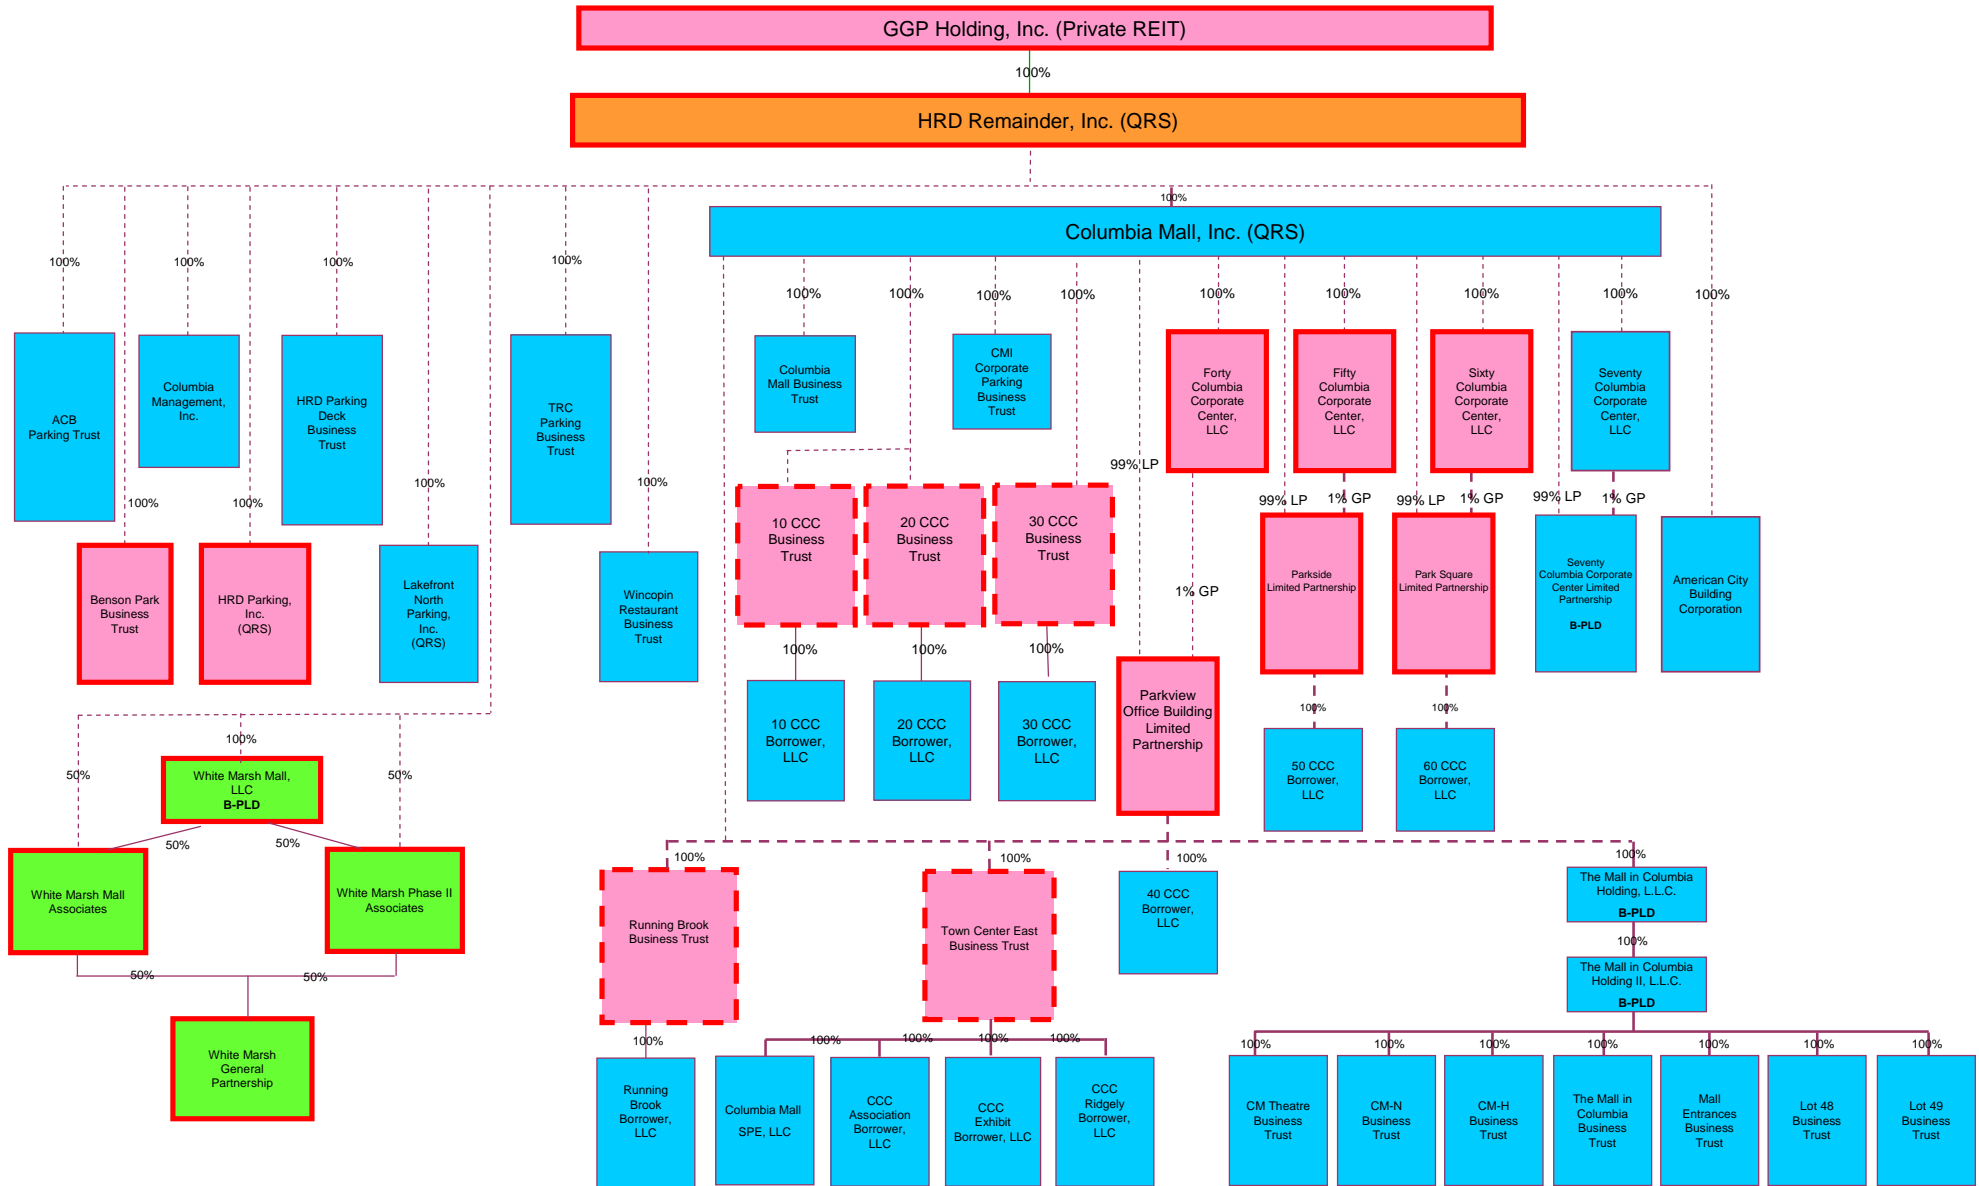 GGP Holding, Inc. (Private REIT)
100%
HRD Remainder, Inc. (QRS)
100%
Columbia Mall, Inc. (QRS)
100%
100%
100%
100%
100%
100%
100%
100%
100%
100%
100%
100%
100%
ACB
Parking Trust
Columbia
Management,
Inc.
HRD Parking
Deck
Business
Trust
TRC
Parking
Business
Trust
Columbia
Mall Business
Trust
CMI
Corporate
Parking
Business
Trust
Forty
Columbia
Corporate
Center,
LLC
Fifty
Columbia
Corporate
Center,
LLC
Sixty
Columbia
Corporate
Center,
LLC
Seventy
Columbia
Corporate
Center,
LLC
100%
100%
100%
100%
99% LP
99% LP
1% GP
99% LP
1% GP
99% LP
1% GP
Benson Park
Business
Trust
HRD Parking,
Inc.
(QRS)
Lakefront
North
Parking,
Inc.
(QRS)
Wincopin
Restaurant
Business
Trust
10 CCC
Business
Trust
20 CCC
Business
Trust
30 CCC
Business
Trust
1% GP
Parkside
Limited Partnership
Park Square
Limited Partnership
Seventy
Columbia Corporate
Center Limited
Partnership
B-PLD
American City
Building
Corporation
100%
100%
100%
10 CCC
Borrower,
LLC
20 CCC
Borrower,
LLC
30 CCC
Borrower,
LLC
Parkview
Office Building
Limited
Partnership
100%
100%
50 CCC
Borrower,
LLC
60 CCC
Borrower,
LLC
100%
50%
50%
White Marsh Mall,
LLC
B-PLD
50%
50%
White Marsh Mall
Associates
White Marsh Phase II
Associates
50%
50%
White Marsh
General
Partnership
100%
100%
100%
100%
Running Brook
Business Trust
Town Center East
Business Trust
40 CCC
Borrower,
LLC
The Mall in Columbia
Holding, L.L.C.
B-PLD
100%
The Mall in Columbia
Holding II, L.L.C.
B-PLD
100%
100%
100%
100%
100%
100%
100%
100%
100%
100%
100%
100%
Running
Brook
Borrower,
LLC
Columbia Mall
SPE, LLC
CCC
Association
Borrower,
LLC
CCC
Exhibit
Borrower, LLC
CCC
Ridgely
Borrower,
LLC
CM Theatre
Business
Trust
CM-N
Business
Trust
CM-H
Business
Trust
The Mall in
Columbia
Business
Trust
Mall
Entrances
Business
Trust
Lot 48
Business
Trust
Lot 49
Business
Trust